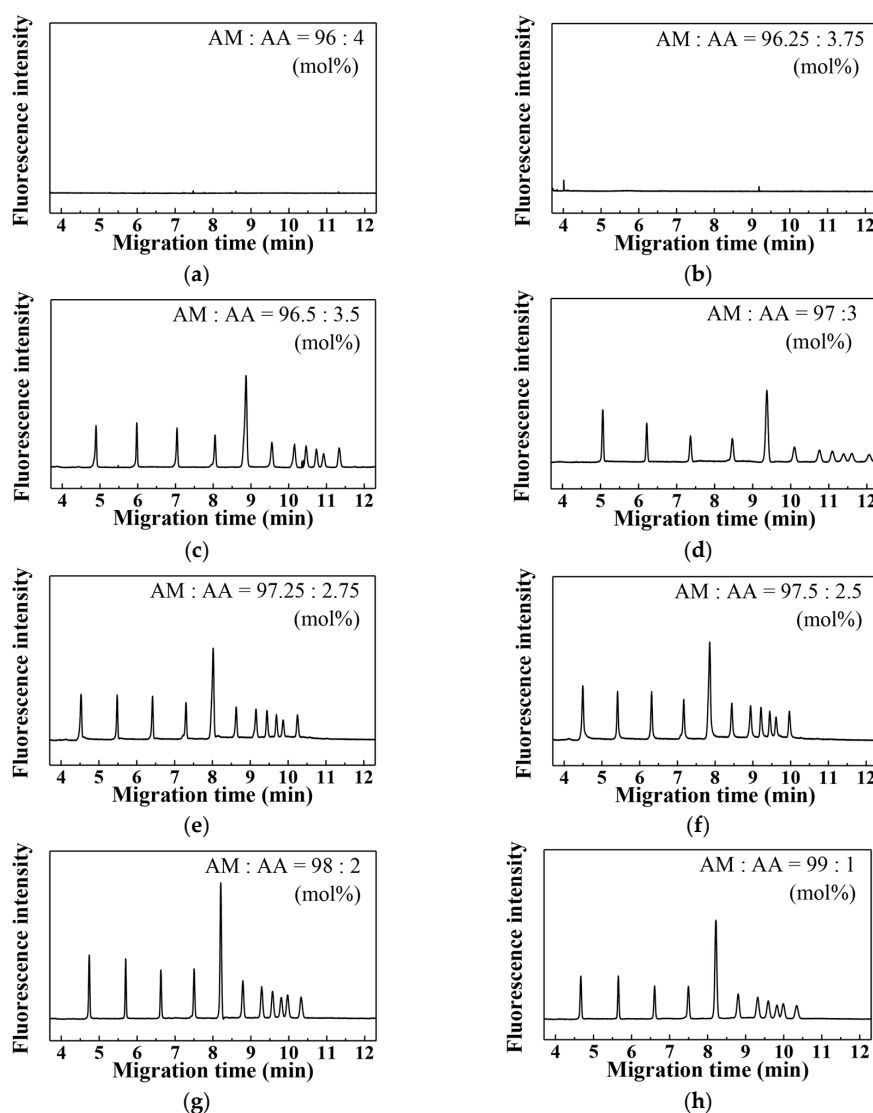 Fluorescence intensity
AM : AA = 96 : 4
(mol%)
4 5 6 7 8 9 10 11 12
Migration time (min)
(a)
Fluorescence intensity
AM : AA = 96.25 : 3.75
(mol%)
4 5 6 7 8 9 10 11 12
Migration time (min)
(b)
Fluorescence intensity
AM : AA = 96.5 : 3.5
(mol%)
4 5 6 7 8 9 10 11 12
Migration time (min)
(c)
Fluorescence intensity
AM : AA = 97 :3
(mol%)
4 5 6 7 8 9 10 11 12
Migration time (min)
(d)
Fluorescence intensity
AM : AA = 97.25 : 2.75
(mol%)
4 5 6 7 8 9 10 11 12
Migration time (min)
(e)
Fluorescence intensity
AM : AA = 97.5 : 2.5
(mol%)
4 5 6 7 8 9 10 11 12
Migration time (min)
(f)
Fluorescence intensity
AM : AA = 98 : 2
(mol%)
4 5 6 7 8 9 10 11 12
Migration time (min)
(g)
Fluorescence intensity
AM : AA = 99 : 1
(mol%)
4 5 6 7 8 9 10 11 12
Migration time (min)
(h)